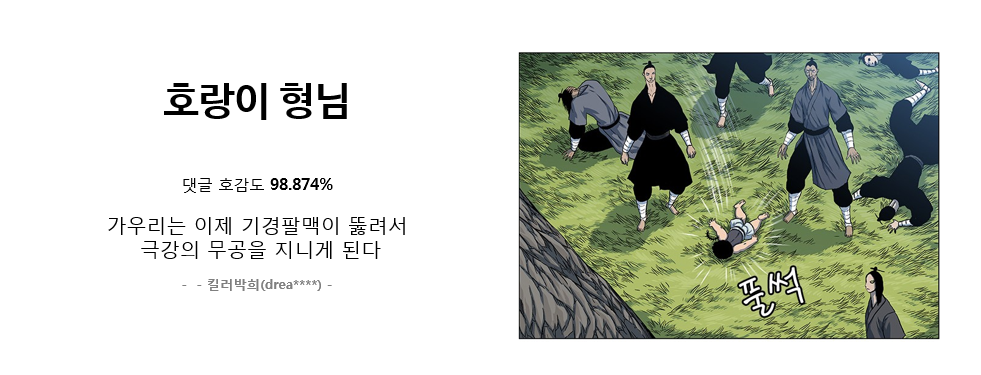 호랑이 형님
댓글 호감도 98.874%
가우리는 이제 기경팔맥이 뚫려서
극강의 무공을 지니게 된다
- - 킬러박희(drea****) -
풀썩